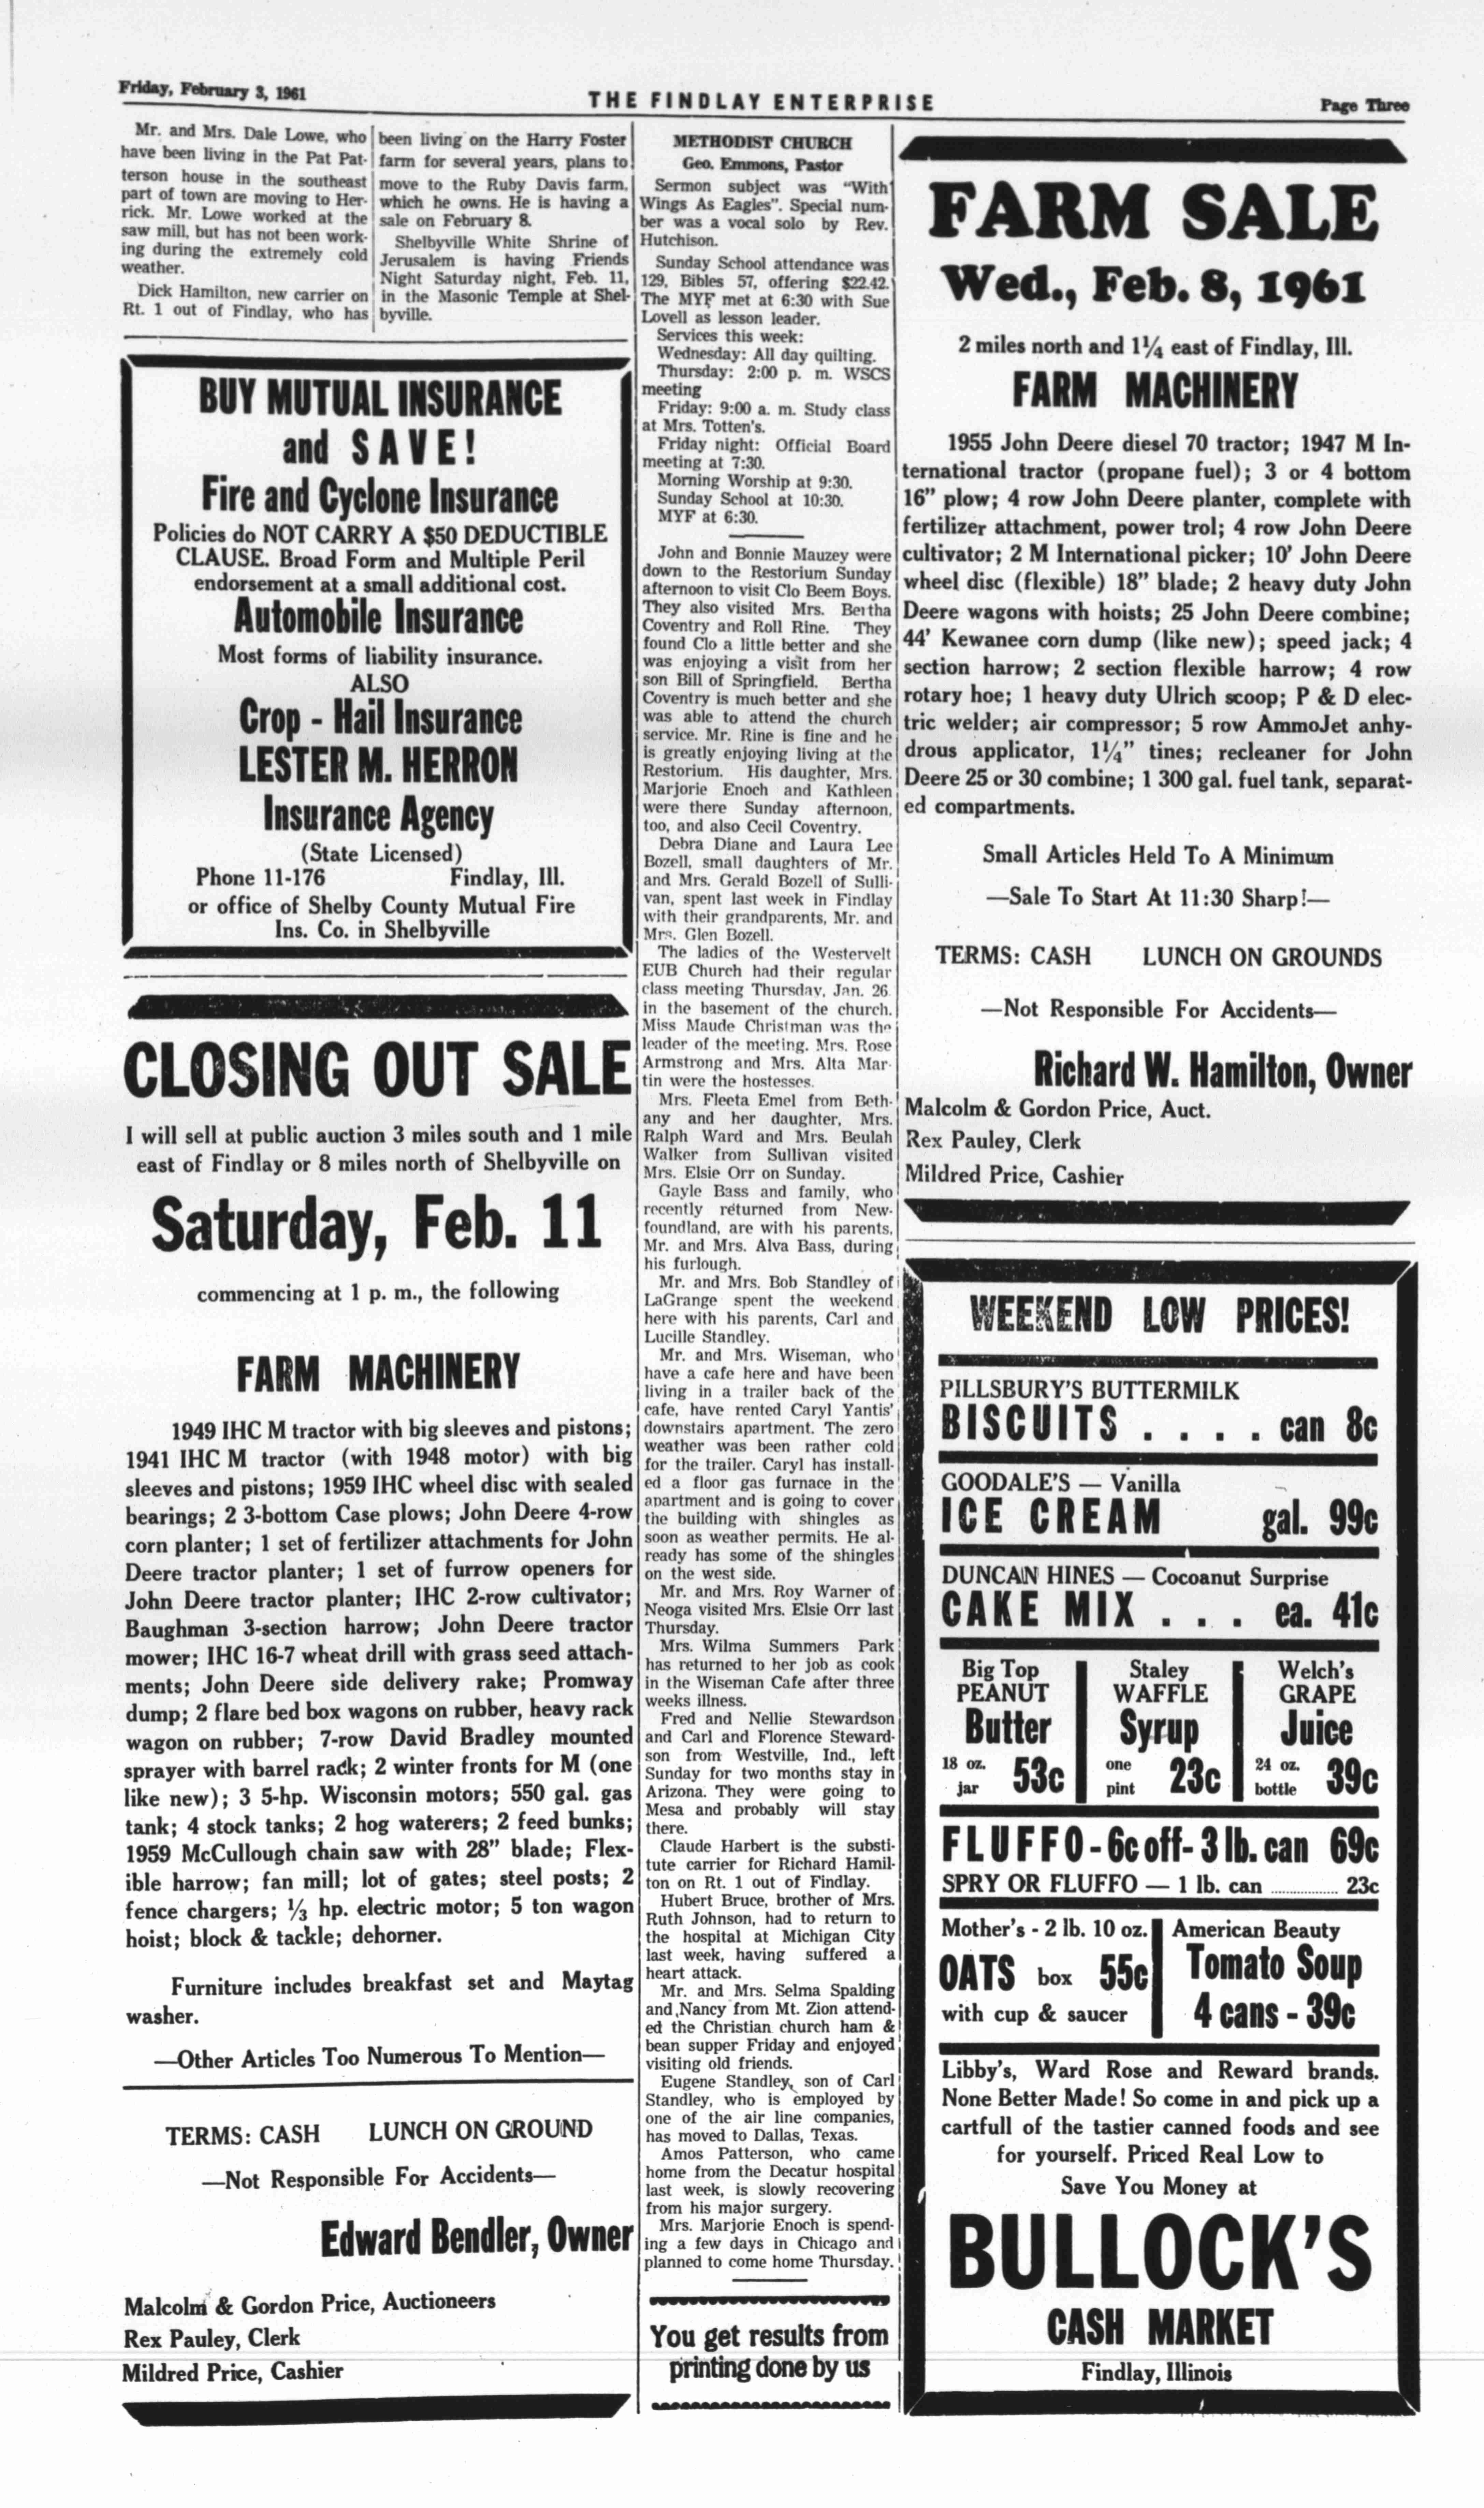 Friday, February 3, 1961
THE FINDLAY ENTERPRISE
Page Three
Mr. and Mrs. Dale Lowe, who
have been living in the Pat Pat-
terson house in the southeast
part of town are moving to Her-
rick. Mr. Lowe worked at the
saw mill, but has not been work-
ing during the extremely cold
weather.
Dick Hamilton, new carrier on
Rt. 1 out of Findlay, who has
been living on the Harry Foster
farm for several years, plans to
move to the Ruby Davis farm,
which he owns. He is having a
sale on February 8.
Shelbyville White Shrine of
Jerusalem is having Friends
Night Saturday night, Feb. 11,
in the Masonic Temple at Shel-
byville.
BUY MUTUAL INSURANCE
and SAVE!
Fire and Cyclone Insurance
Policies do NOT CARRY A $50 DEDUCTIBLE
CLAUSE. Broad Form and Multiple Peril
endorsement at a small additional cost.
Automobile Insurance
Most forms of liability insurance.
ALSO
Crop - Hail Insurance
LESTER M. HERRON
Insurance Agency
(State Licensed)
Phone 11-176 Findlay, Ill.
or office of Shelby County Mutual Fire
Ins. Co. in Shelbyville
CLOSING OUT SALE
I will sell at public auction 3 miles south and 1 mile
east of Findlay or 8 miles north of Shelbyville on
Saturday, Feb. 11
commencing at 1 p. m., the following
FARM MACHINERY
1949 IHC M tractor with big sleeves and pistons;
1941 IHC M tractor (with 1948 motor) with big
sleeves and pistons; 1959 IHC wheel disc with sealed
bearings; 2 3-bottom Case plows; John Deere 4-row
corn planter; 1 set of fertilizer attachments for John
Deere tractor planter; 1 set of furrow openers for
John Deere tractor planter; IHC 2-row cultivator;
Baughman 3-section harrow; John Deere tractor
mower; IHC 16-7 wheat drill with grass seed attach-
ments; John Deere side delivery rake; Promway
dump; 2 flare bed box wagons on rubber, heavy rack
wagon on rubber; 7-row David Bradley mounted
sprayer with barrel rack; 2 winter fronts for M (one
like new); 3 5-hp. Wisconsin motors; 550 gal. gas
tank; 4 stock tanks; 2 hog waterers; 2 feed bunks;
1959 McCullough chain saw with 28" blade; Flex-
ible harrow; fan mill; lot of gates; steel posts; 2
fence chargers; ⅓ hp. electric motor; 5 ton wagon
hoist; block & tackle; dehorner.
Furniture includes breakfast set and Maytag
washer.
—Other Articles Too Numerous To Mention—
TERMS: CASH LUNCH ON GROUND
—Not Responsible For Accidents—
Edward Bendler, Owner
Malcolm & Gordon Price, Auctioneers
Rex Pauley, Clerk
Mildred Price, Cashier
METHODIST CHURCH
Geo. Emmons, Pastor
Sermon subject was "With
Wings As Eagles". Special num-
ber was a vocal solo by Rev.
Hutchison.
Sunday School attendance was
129, Bibles 57, offering $22.42.
The MYF met at 6:30 with Sue
Lovell as lesson leader.
Services this week:
Wednesday: All day quilting.
Thursday: 2:00 p. m. WSCS
meeting
Friday: 9:00 a. m. Study class
at Mrs. Totten's.
Friday night: Official Board
meeting at 7:30.
Morning Worship at 9:30.
Sunday School at 10:30.
MYF at 6:30.
John and Bonnie Mauzey were
down to the Restorium Sunday
afternoon to visit Clo Beem Boys.
They also visited Mrs. Bertha
Coventry and Roll Rine. They
found Clo a little better and she
was enjoying a visit from her
son Bill of Springfield. Bertha
Coventry is much better and she
was able to attend the church
service. Mr. Rine is fine and he
is greatly enjoying living at the
Restorium. His daughter, Mrs.
Marjorie Enoch and Kathleen
were there Sunday afternoon,
too, and also Cecil Coventry.
Debra Diane and Laura Lee
Bozell, small daughters of Mr.
and Mrs. Gerald Bozell of Sulli-
van, spent last week in Findlay
with their grandparents, Mr. and
Mrs. Glen Bozell.
The ladies of the Westervelt
EUB Church had their regular
class meeting Thursday, Jan. 26
in the basement of the church.
Miss Maude Christman was the
leader of the meeting. Mrs. Rose
Armstrong and Mrs. Alta Mar-
tin were the hostesses.
Mrs. Fleeta Emel from Beth-
any and her daughter, Mrs.
Ralph Ward and Mrs. Beulah
Walker from Sullivan visited
Mrs. Elsie Orr on Sunday.
Gayle Bass and family, who
recently returned from New-
foundland, are with his parents,
Mr. and Mrs. Alva Bass, during
his furlough.
Mr. and Mrs. Bob Standley of
LaGrange spent the weekend
here with his parents, Carl and
Lucille Standley.
Mr. and Mrs. Wiseman, who
have a cafe here and have been
living in a trailer back of the
cafe, have rented Caryl Yantis'
downstairs apartment. The zero
weather was been rather cold
for the trailer. Caryl has install-
ed a floor gas furnace in the
apartment and is going to cover
the building with shingles as
soon as weather permits. He al-
ready has some of the shingles
on the west side.
Mr. and Mrs. Roy Warner of
Neoga visited Mrs. Elsie Orr last
Thursday.
Mrs. Wilma Summers Park
has returned to her job as cook
in the Wiseman Cafe after three
weeks illness.
Fred and Nellie Stewardson
and Carl and Florence Steward-
son from Westville, Ind., left
Sunday for two months stay in
Arizona. They were going to
Mesa and probably will stay
there.
Claude Harbert is the substi-
tute carrier for Richard Hamil-
ton on Rt. 1 out of Findlay.
Hubert Bruce, brother of Mrs.
Ruth Johnson, had to return to
the hospital at Michigan City
last week, having suffered a
heart attack.
Mr. and Mrs. Selma Spalding
and Nancy from Mt. Zion attend-
ed the Christian church ham &
bean supper Friday and enjoyed
visiting old friends.
Eugene Standley, son of Carl
Standley, who is employed by
one of the air line companies,
has moved to Dallas, Texas.
Amos Patterson, who came
home from the Decatur hospital
last week, is slowly recovering
from his major surgery.
Mrs. Marjorie Enoch is spend-
ing a few days in Chicago and
planned to come home Thursday.
You get results from
printing done by us
FARM SALE
Wed., Feb. 8, 1961
2 miles north and 1¼ east of Findlay, Ill.
FARM MACHINERY
1955 John Deere diesel 70 tractor; 1947 M In-
ternational tractor (propane fuel); 3 or 4 bottom
16" plow; 4 row John Deere planter, complete with
fertilizer attachment, power trol; 4 row John Deere
cultivator; 2 M International picker; 10' John Deere
wheel disc (flexible) 18" blade; 2 heavy duty John
Deere wagons with hoists; 25 John Deere combine;
44' Kewanee corn dump (like new); speed jack; 4
section harrow; 2 section flexible harrow; 4 row
rotary hoe; 1 heavy duty Ulrich scoop; P & D elec-
tric welder; air compressor; 5 row AmmoJet anhy-
drous applicator, 1¼" tines; recleaner for John
Deere 25 or 30 combine; 1 300 gal. fuel tank, separat-
ed compartments.
Small Articles Held To A Minimum
—Sale To Start At 11:30 Sharp!—
TERMS: CASH LUNCH ON GROUNDS
—Not Responsible For Accidents—
Richard W. Hamilton, Owner
Malcolm & Gordon Price, Auct.
Rex Pauley, Clerk
Mildred Price, Cashier
WEEKEND LOW PRICES!
PILLSBURY'S BUTTERMILK
BISCUITS . . . . can 8c
GOODALE'S — Vanilla
ICE CREAM gal. 99c
DUNCAN HINES — Cocoanut Surprise
CAKE MIX . . . ea. 41c
Big Top
PEANUT
Butter
18 oz. jar 53c
Staley
WAFFLE
Syrup
one pint 23c
Welch's
GRAPE
Juice
24 oz. bottle 39c
FLUFFO - 6c off - 3 lb. can 69c
SPRY OR FLUFFO — 1 lb. can ........ 23c
Mother's - 2 lb. 10 oz.
OATS box 55c
with cup & saucer
American Beauty
Tomato Soup
4 cans - 39c
Libby's, Ward Rose and Reward brands.
None Better Made! So come in and pick up a
cartfull of the tastier canned foods and see
for yourself. Priced Real Low to
Save You Money at
BULLOCK'S
CASH MARKET
Findlay, Illinois